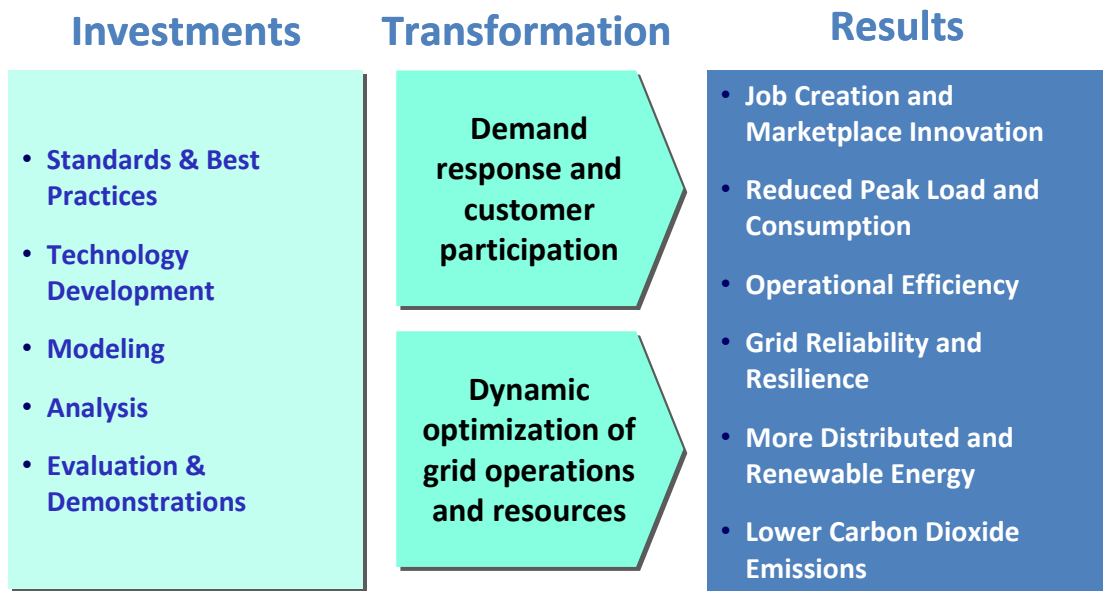 Investments
Transformation
Results
• Standards & Best
Practices
• Technology
Development
• Modeling
• Analysis
• Evaluation &
Demonstrations
Demand
response and
customer
participation
Dynamic
optimization of
grid operations
and resources
• Job Creation and
Marketplace Innovation
• Reduced Peak Load and
Consumption
• Operational Efficiency
• Grid Reliability and
Resilience
• More Distributed and
Renewable Energy
• Lower Carbon Dioxide
Emissions